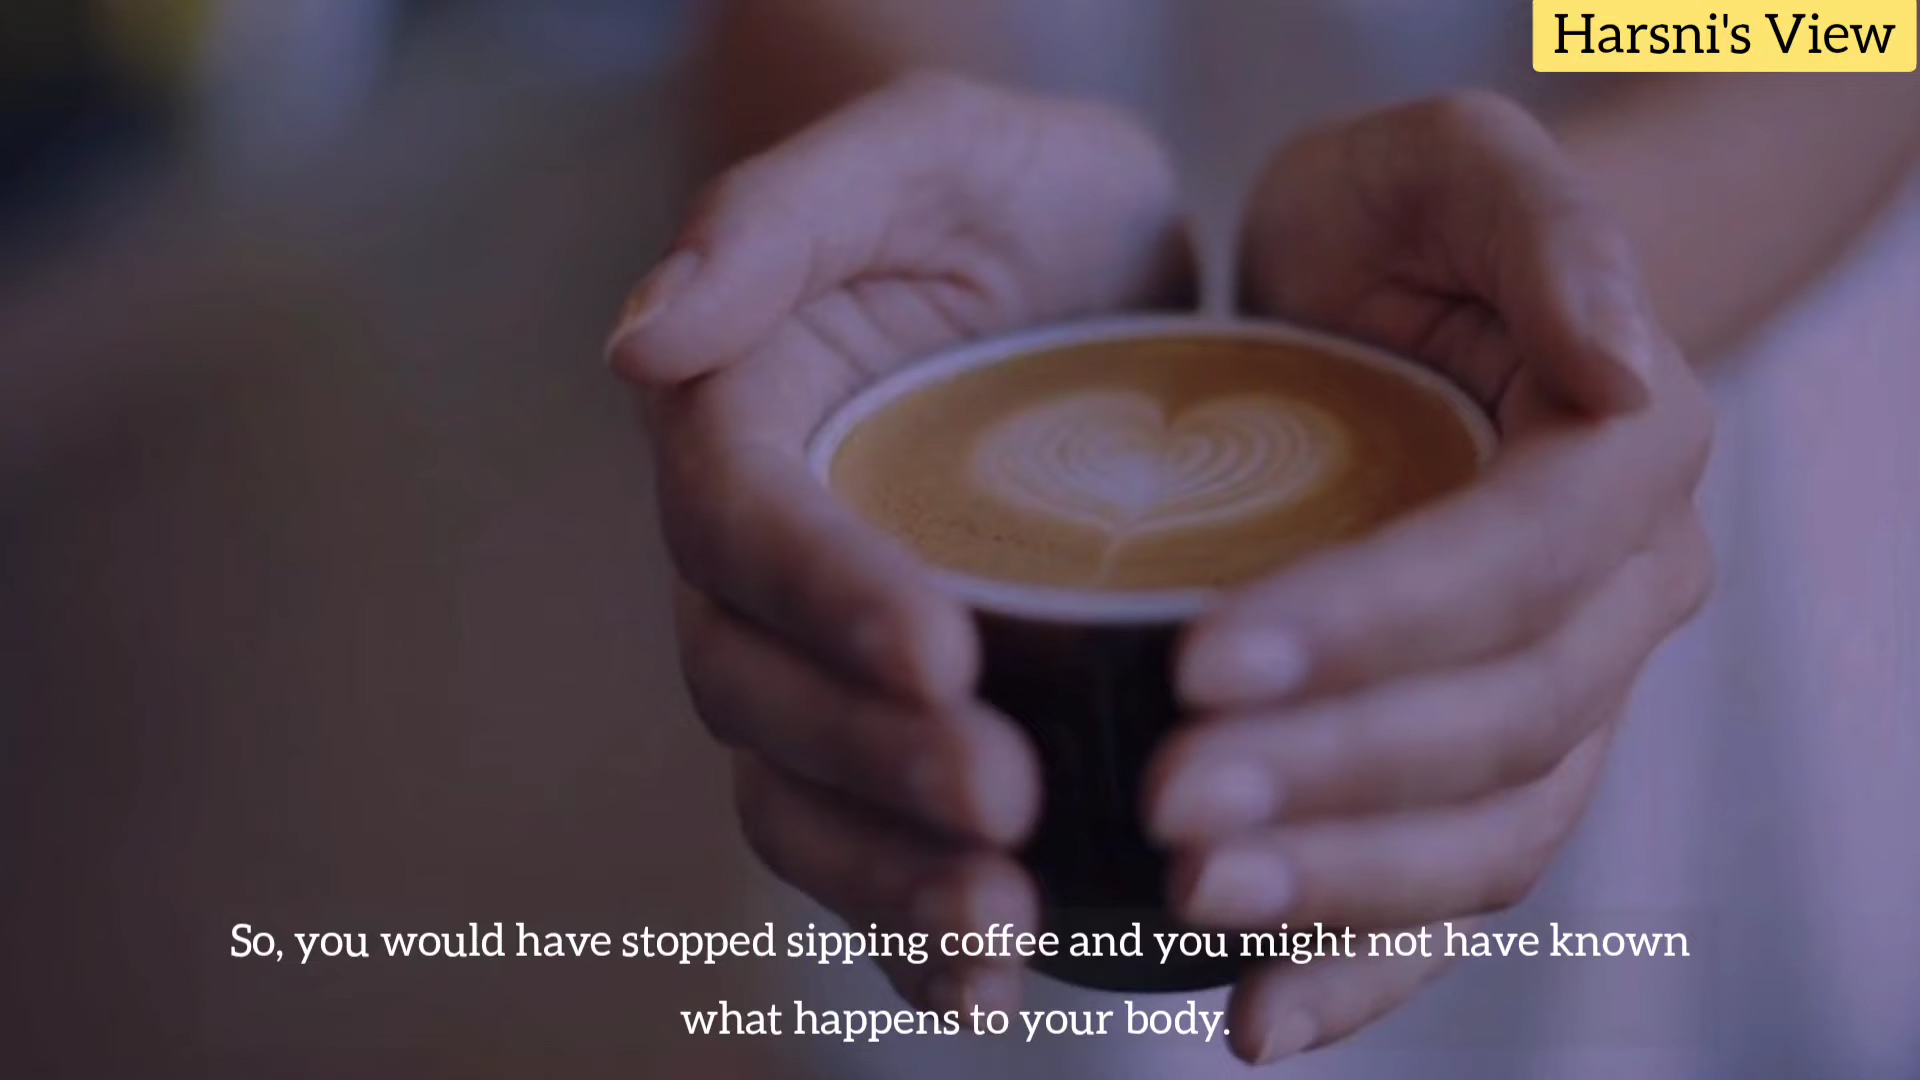 Harsni's View
So, you would have stopped sipping coffee and you might not have known
what happens to your body.